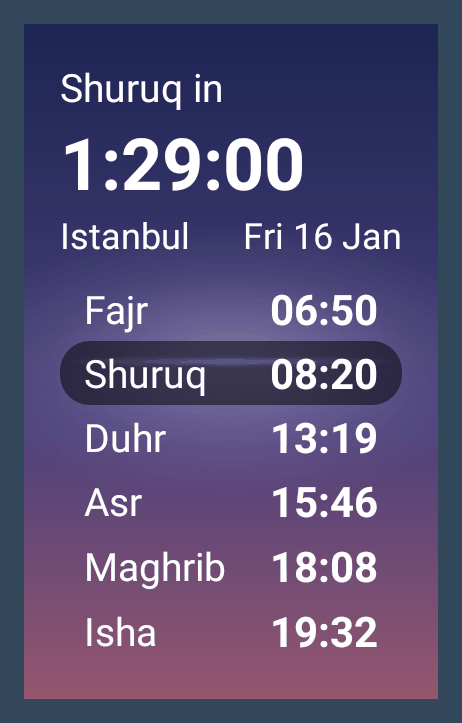 Shuruq in
1:29:00
Istanbul Fri 16 Jan
Fajr 06:50
Shuruq 08:20
Duhr 13:19
Asr 15:46
Maghrib 18:08
Isha 19:32